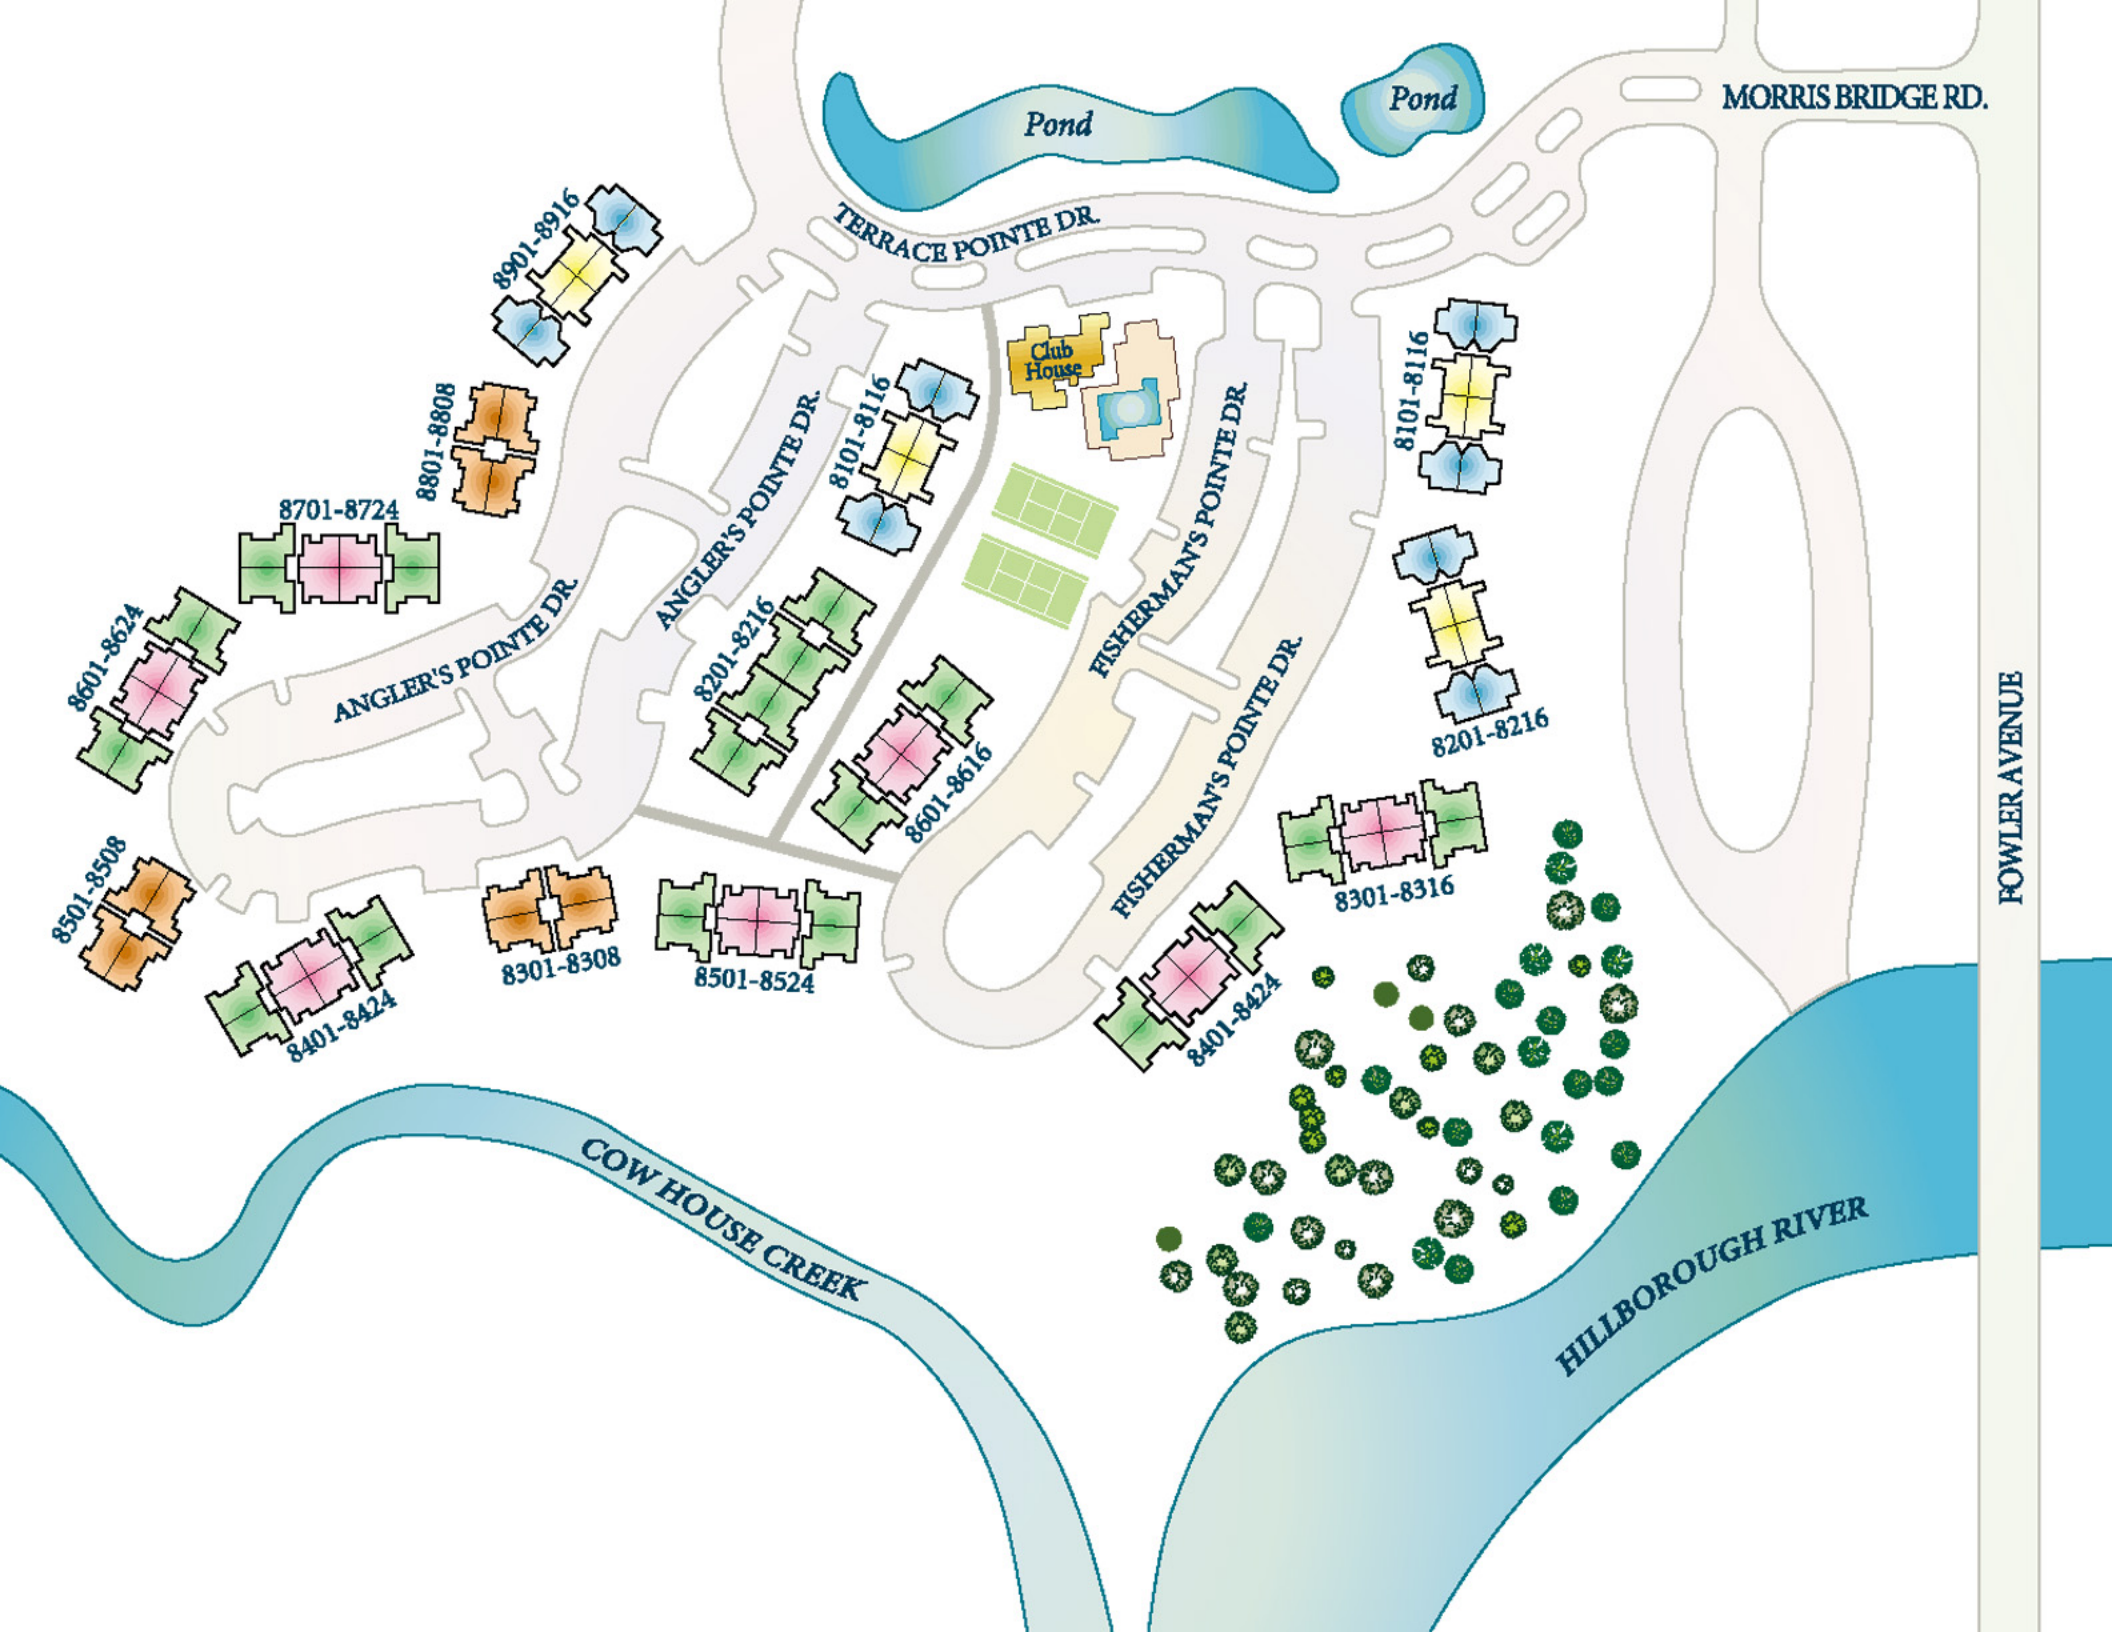 Pond
Pond
MORRIS BRIDGE RD.
TERRACE POINTE DR.
8901-8916
Club
House
8101-8116
8101-8116
8801-8808
ANGLER'S POINTE DR.
FISHERMAN'S POINTE DR.
8701-8724
8601-8624
ANGLER'S POINTE DR.
8201-8216
FISHERMAN'S POINTE DR.
8201-8216
8601-8616
FOWLER AVENUE
8501-8508
8301-8316
8301-8308
8501-8524
8401-8424
8401-8424
COW HOUSE CREEK
HILLBOROUGH RIVER